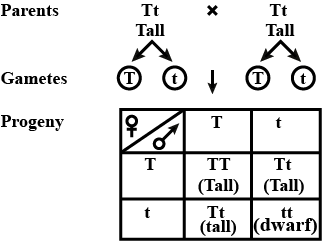 Parents Tt × Tt
Tall Tall
Gametes T t T t
Progeny ♀ ♂ T t
T TT Tt
(Tall) (Tall)
t Tt tt
(tall) (dwarf)